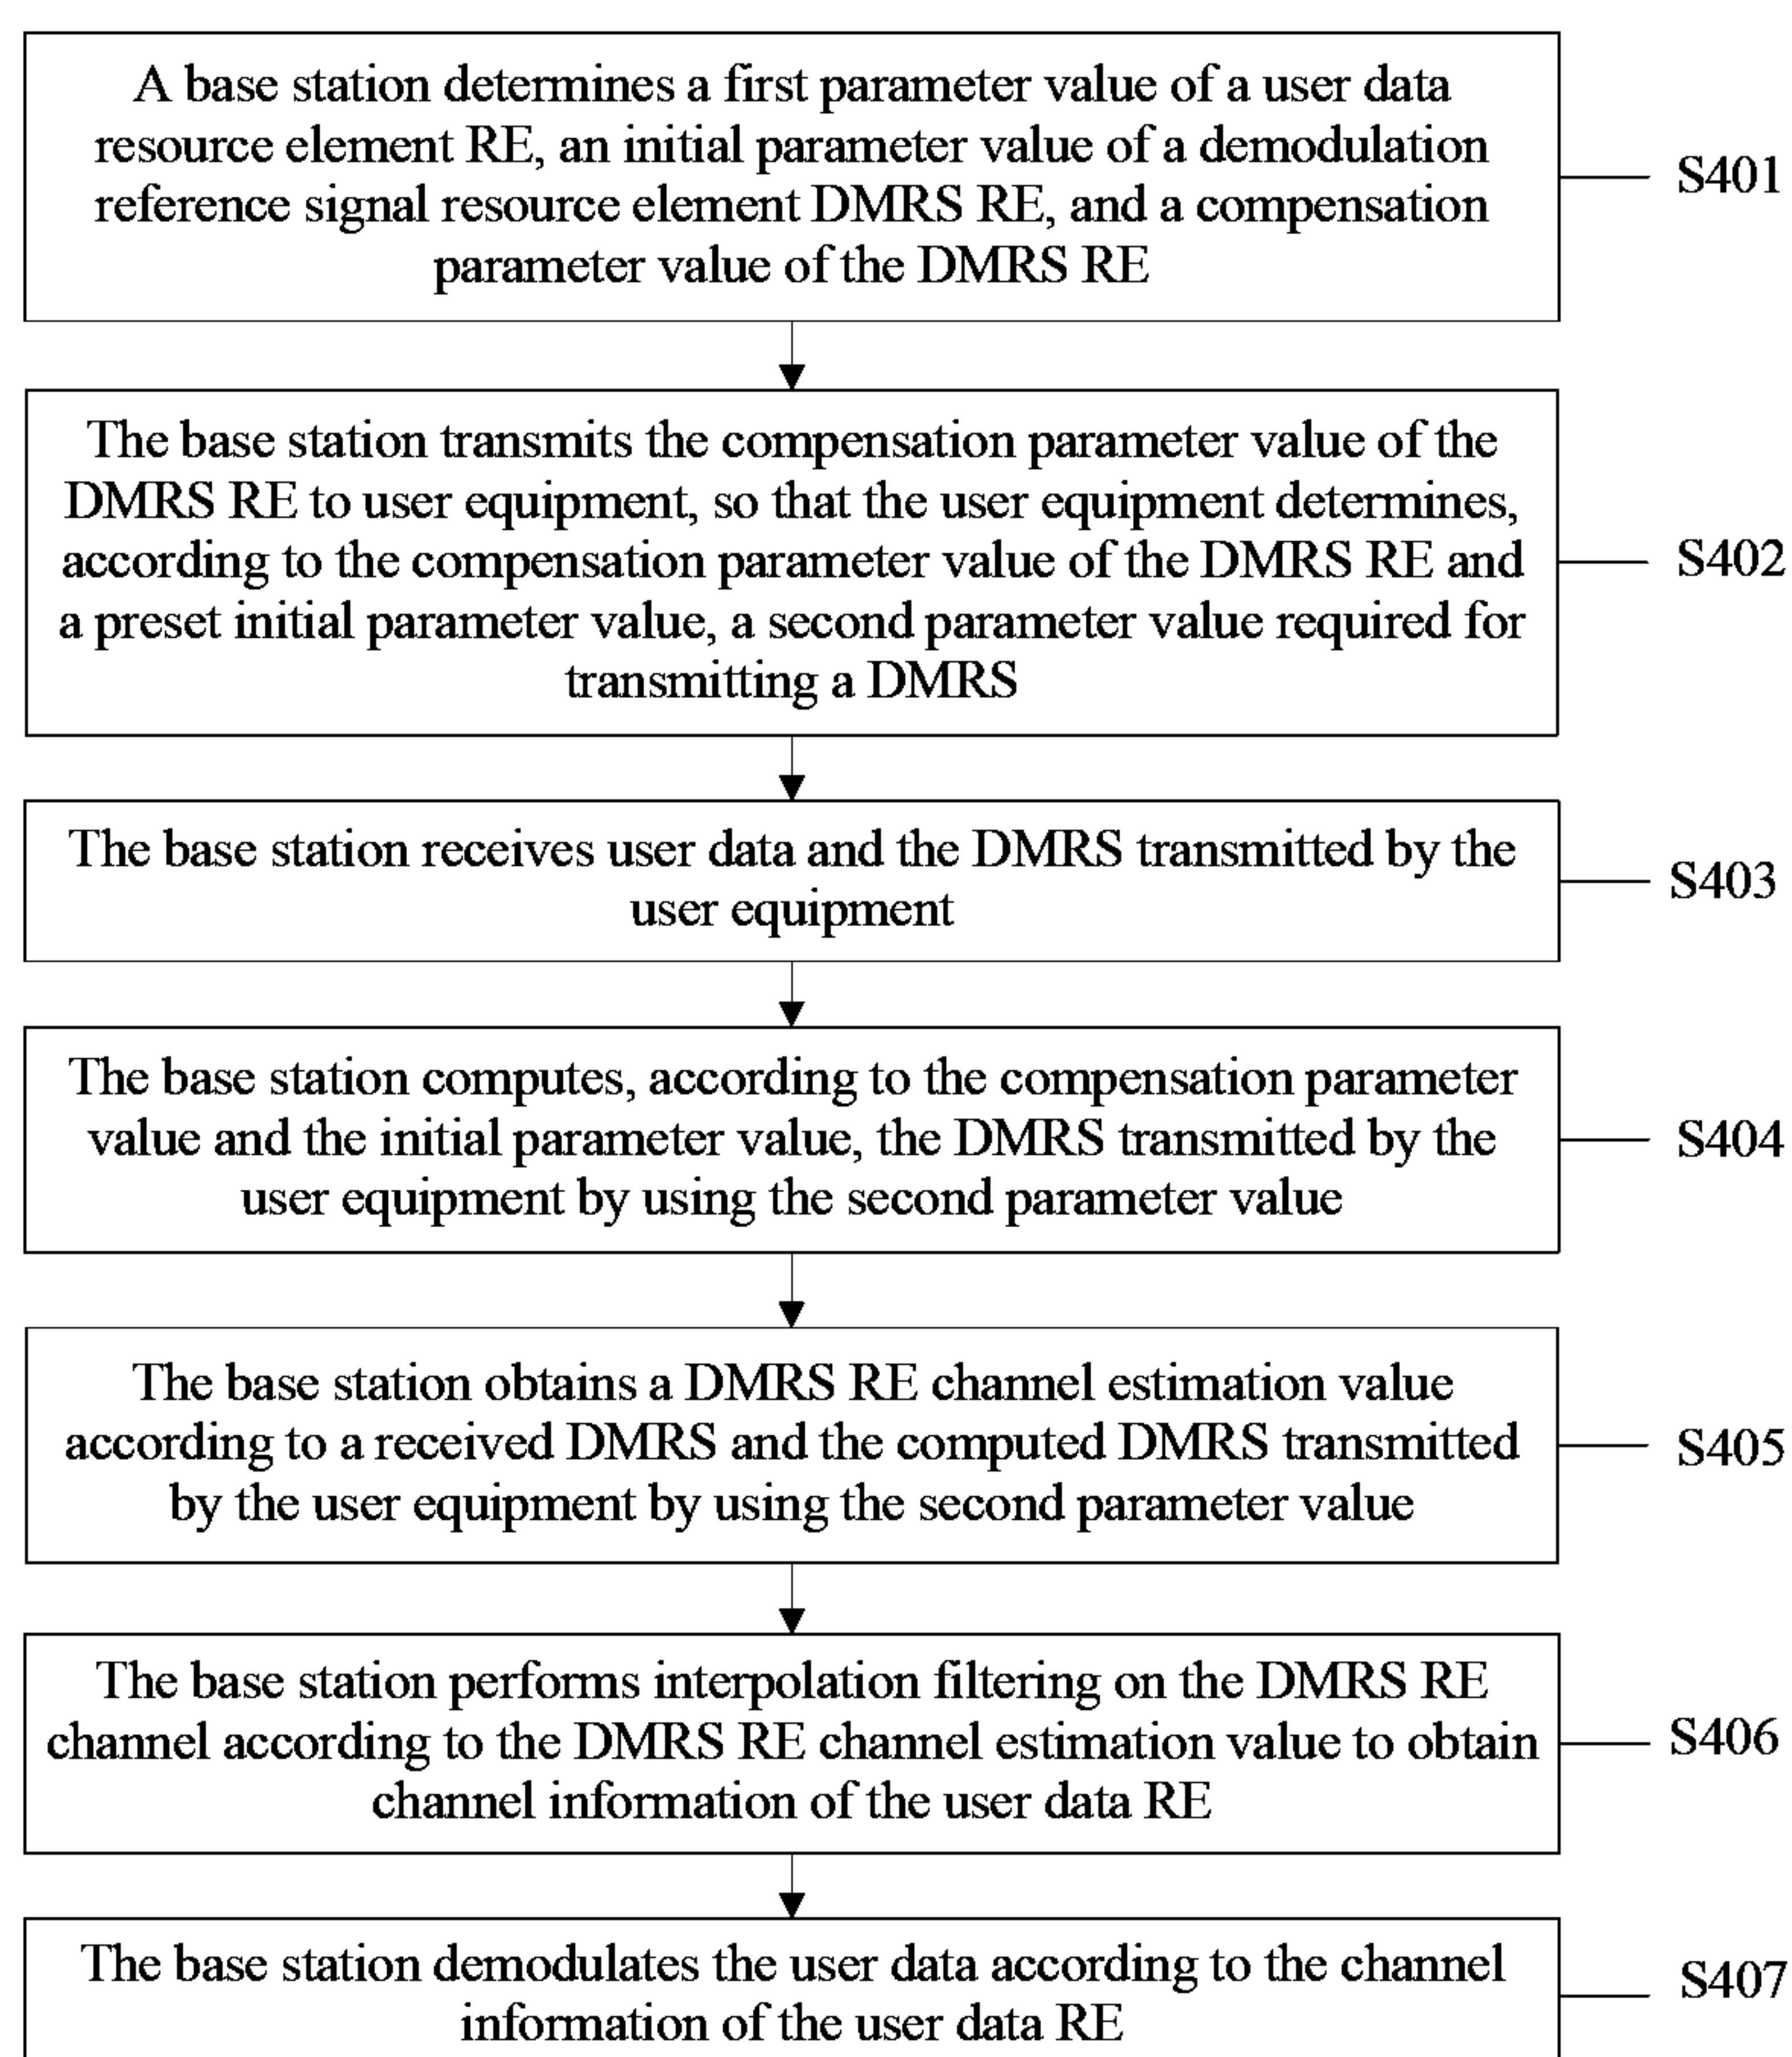 A base station determines a first parameter value of a user data
resource element RE, an initial parameter value of a demodulation
reference signal resource element DMRS RE, and a compensation
parameter value of the DMRS RE
S401
The base station transmits the compensation parameter value of the
DMRS RE to user equipment, so that the user equipment determines,
according to the compensation parameter value of the DMRS RE and
a preset initial parameter value, a second parameter value required for
transmitting a DMRS
S402
The base station receives user data and the DMRS transmitted by the
user equipment
S403
The base station computes, according to the compensation parameter
value and the initial parameter value, the DMRS transmitted by the
user equipment by using the second parameter value
S404
The base station obtains a DMRS RE channel estimation value
according to a received DMRS and the computed DMRS transmitted
by the user equipment by using the second parameter value
S405
The base station performs interpolation filtering on the DMRS RE
channel according to the DMRS RE channel estimation value to obtain
channel information of the user data RE
S406
The base station demodulates the user data according to the channel
information of the user data RE
S407